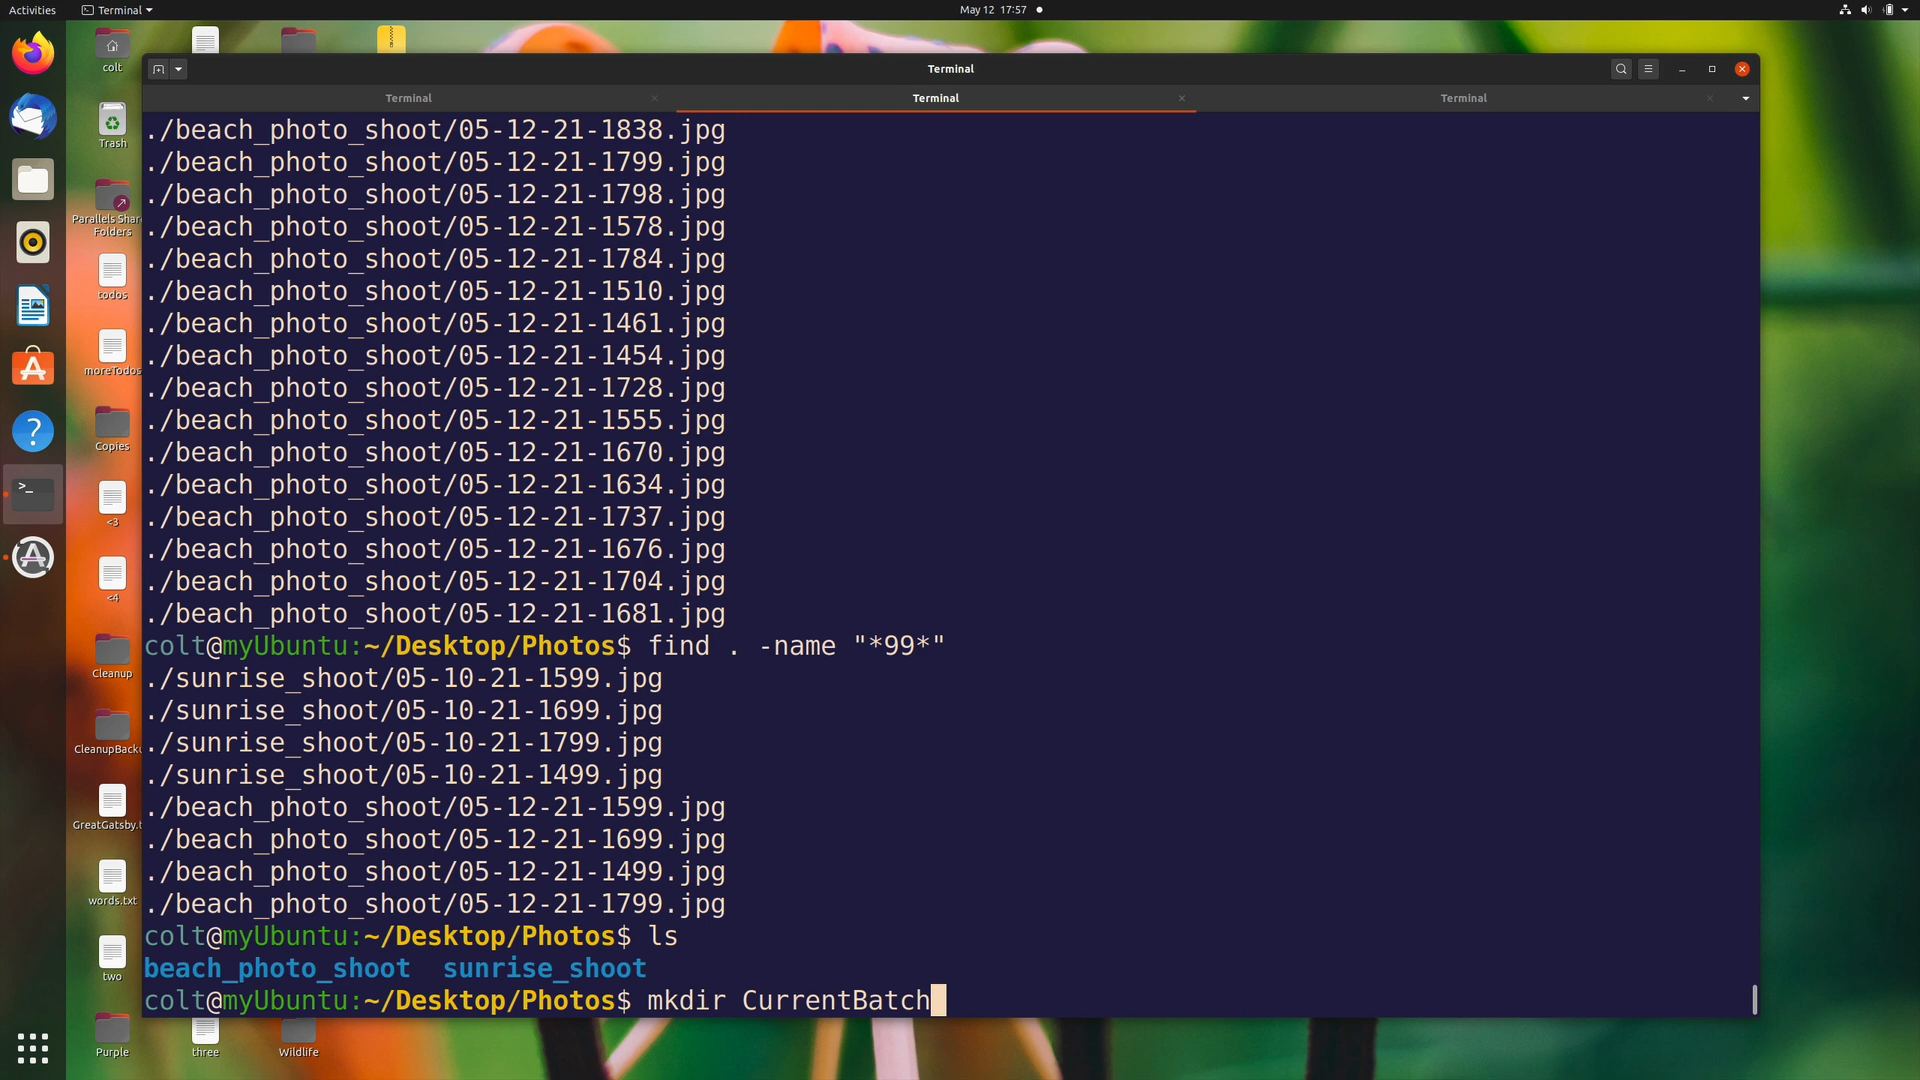 Activities
Terminal
May 12 17:57
Terminal
Terminal
Terminal
Terminal
colt
Trash
Parallels Shar
Folders
todos
moreTodos
Copies
<3
<4
Cleanup
CleanupBack
GreatGatsby.t
words.txt
two
Purple
three
Wildlife
./beach_photo_shoot/05-12-21-1838.jpg
./beach_photo_shoot/05-12-21-1799.jpg
./beach_photo_shoot/05-12-21-1798.jpg
./beach_photo_shoot/05-12-21-1578.jpg
./beach_photo_shoot/05-12-21-1784.jpg
./beach_photo_shoot/05-12-21-1510.jpg
./beach_photo_shoot/05-12-21-1461.jpg
./beach_photo_shoot/05-12-21-1454.jpg
./beach_photo_shoot/05-12-21-1728.jpg
./beach_photo_shoot/05-12-21-1555.jpg
./beach_photo_shoot/05-12-21-1670.jpg
./beach_photo_shoot/05-12-21-1634.jpg
./beach_photo_shoot/05-12-21-1737.jpg
./beach_photo_shoot/05-12-21-1676.jpg
./beach_photo_shoot/05-12-21-1704.jpg
./beach_photo_shoot/05-12-21-1681.jpg
colt@myUbuntu:~/Desktop/Photos$ find . -name "*99*"
./sunrise_shoot/05-10-21-1599.jpg
./sunrise_shoot/05-10-21-1699.jpg
./sunrise_shoot/05-10-21-1799.jpg
./sunrise_shoot/05-10-21-1499.jpg
./beach_photo_shoot/05-12-21-1599.jpg
./beach_photo_shoot/05-12-21-1699.jpg
./beach_photo_shoot/05-12-21-1499.jpg
./beach_photo_shoot/05-12-21-1799.jpg
colt@myUbuntu:~/Desktop/Photos$ ls
beach_photo_shoot sunrise_shoot
colt@myUbuntu:~/Desktop/Photos$ mkdir CurrentBatch